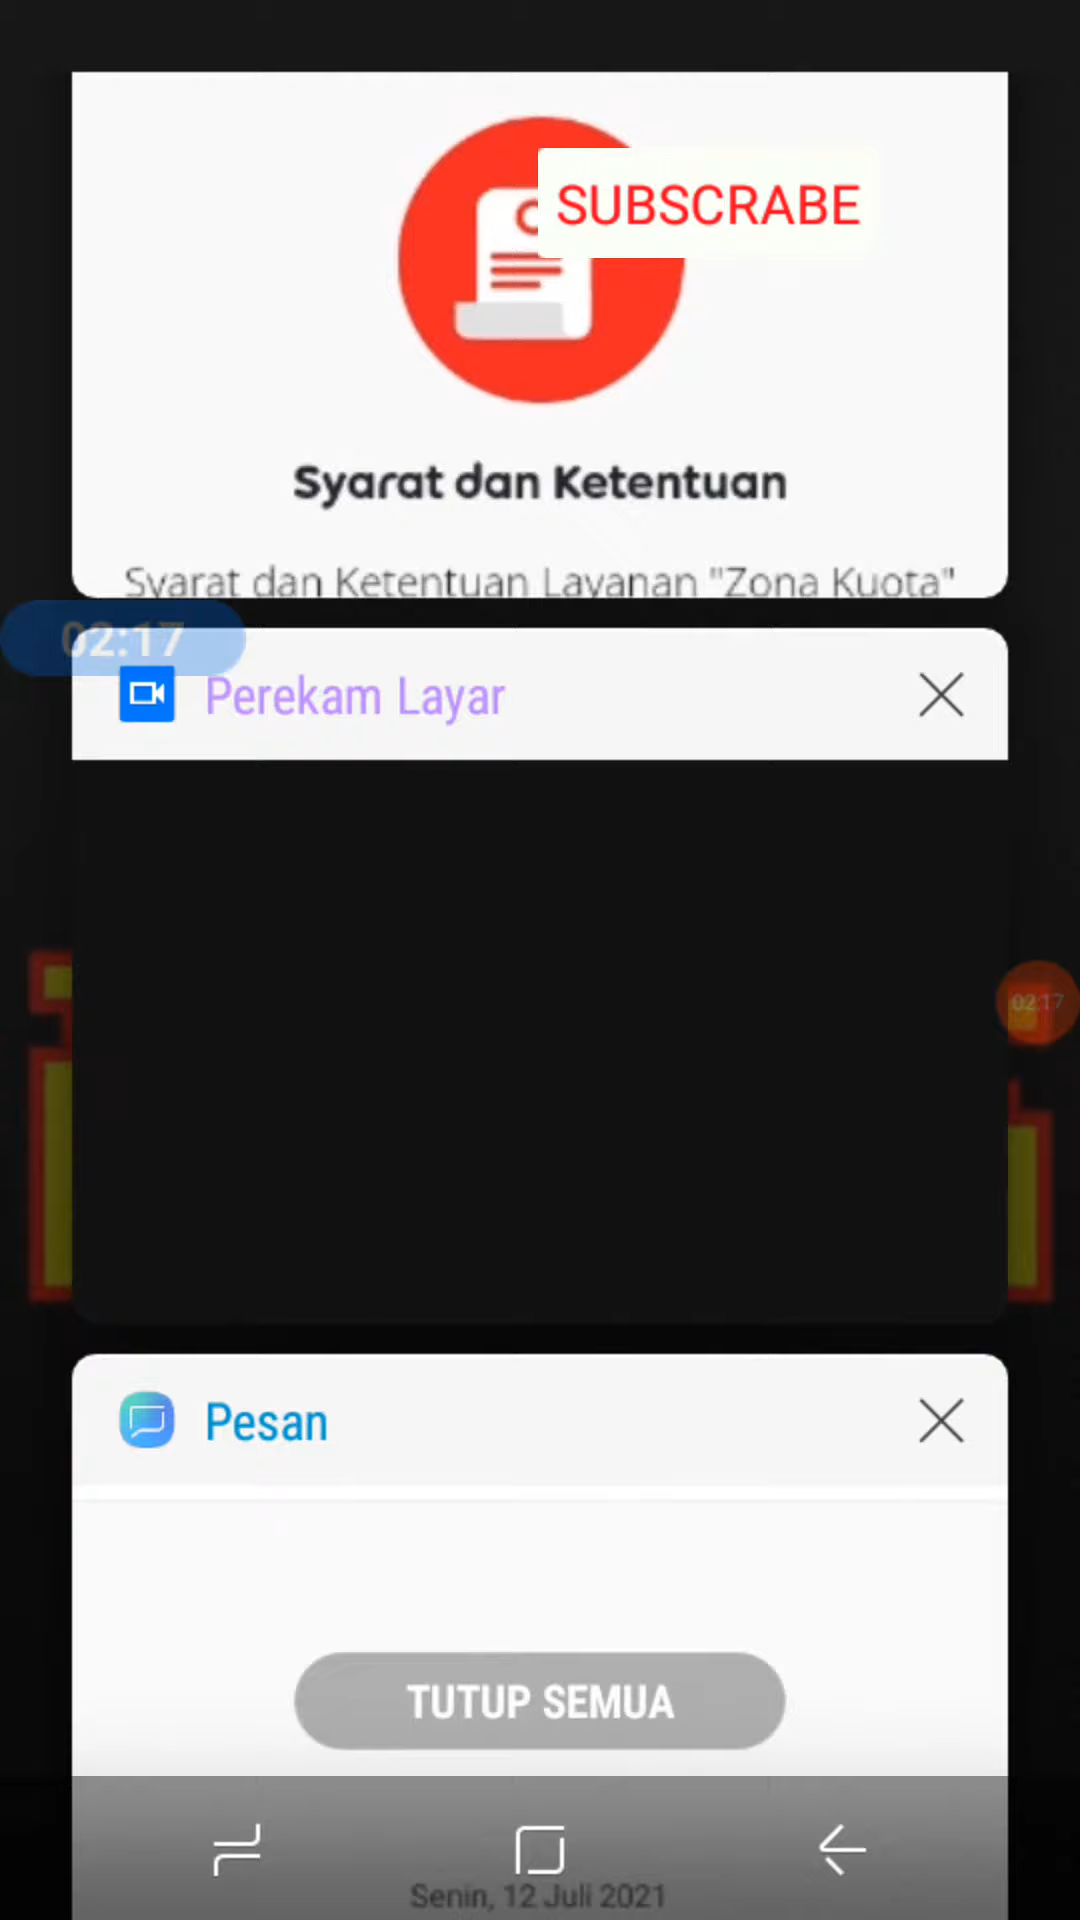 SUBSCRABE
Syarat dan Ketentuan
Syarat dan Ketentuan Layanan "Zona Kuota"
02:17
Perekam Layar
02:17
Pesan
TUTUP SEMUA
Senin, 12 Juli 2021